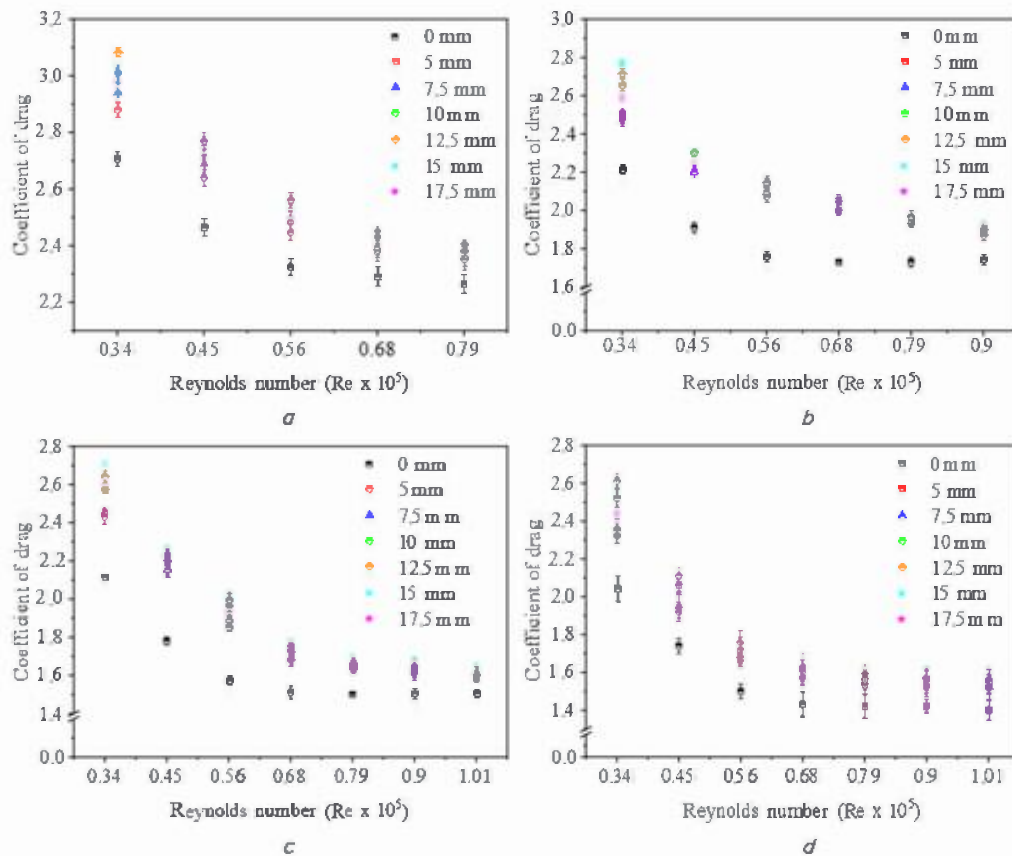 3.2
3.0
2.8
2.6
2.4
2.2
Coefficient of drag
0 mm
5 mm
7,5 mm
10 mm
12,5 mm
15 mm
17,5 mm
0.34 0.45 0.56 0.68 0.79
Reynolds number (Re x 10⁵)
a
3.0
2.8
2.6
2.4
2.2
2.0
1.8
1.6
0.0
Coefficient of drag
0 mm
5 mm
7,5 mm
10 mm
12,5 mm
15 mm
17,5 mm
0.34 0.45 0.56 0.68 0.79 0.9
Reynolds number (Re x 10⁵)
b
2.8
2.6
2.4
2.2
2.0
1.8
1.6
1.4
0.0
Coefficient of drag
0 mm
5 mm
7,5 mm
10 mm
12.5 mm
15 mm
17,5 mm
0.34 0.45 0.56 0.68 0.79 0.9 1.01
Reynolds number (Re x 10⁵)
c
2.8
2.6
2.4
2.2
2.0
1.8
1.6
1.4
0.0
Coefficient of drag
0 mm
5 mm
7,5 mm
10 mm
12.5 mm
15 mm
17,5 mm
0.34 0.45 0.56 0.68 0.79 0.9 1.01
Reynolds number (Re x 10⁵)
d